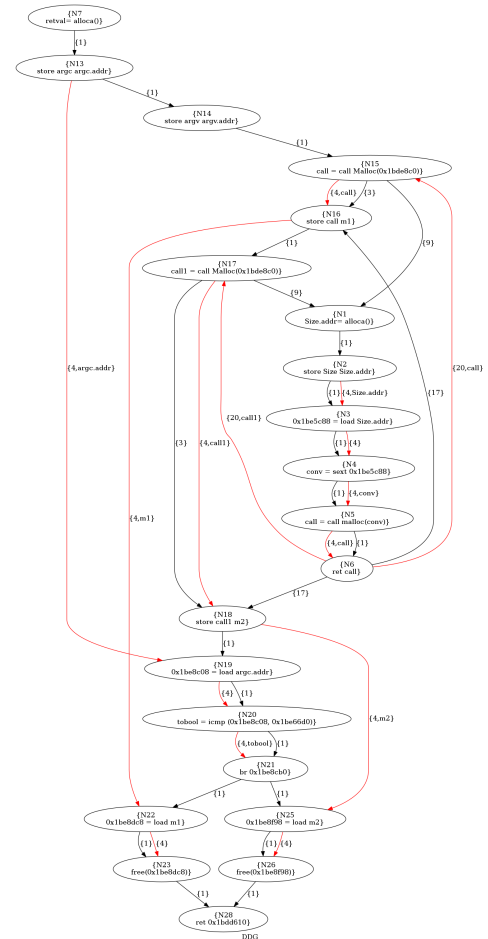 {N7
retval= alloca()}
{1}
{N13
store argc argc.addr}
{1}
{N14
store argv argv.addr}
{1}
{N15
call = call Malloc(0x1bde8c0)}
{4,call}
{3}
{N16
store call m1}
{1}
{9}
{N17
call1 = call Malloc(0x1bde8c0)}
{9}
{N1
Size.addr= alloca()}
{1}
{N2
store Size Size.addr}
{4,argc.addr}
{20,call}
{1}
{4,Size.addr}
{17}
{N3
0x1be5c88 = load Size.addr}
{20,call1}
{3}
{4,call1}
{1}
{4}
{N4
conv = sext 0x1be5c88}
{1}
{4,conv}
{4,m1}
{N5
call = call malloc(conv)}
{4,call}
{1}
{N6
ret call}
{17}
{N18
store call1 m2}
{1}
{N19
0x1be8c08 = load argc.addr}
{4}
{1}
{N20
tobool = icmp (0x1be8c08, 0x1be66d0)}
{4,m2}
{4,tobool}
{1}
{N21
br 0x1be8cb0}
{1}
{1}
{N22
0x1be8dc8 = load m1}
{N25
0x1be8f98 = load m2}
{1}
{4}
{1}
{4}
{N23
free(0x1be8dc8)}
{N26
free(0x1be8f98)}
{1}
{1}
{N28
ret 0x1bdd610}
DDG